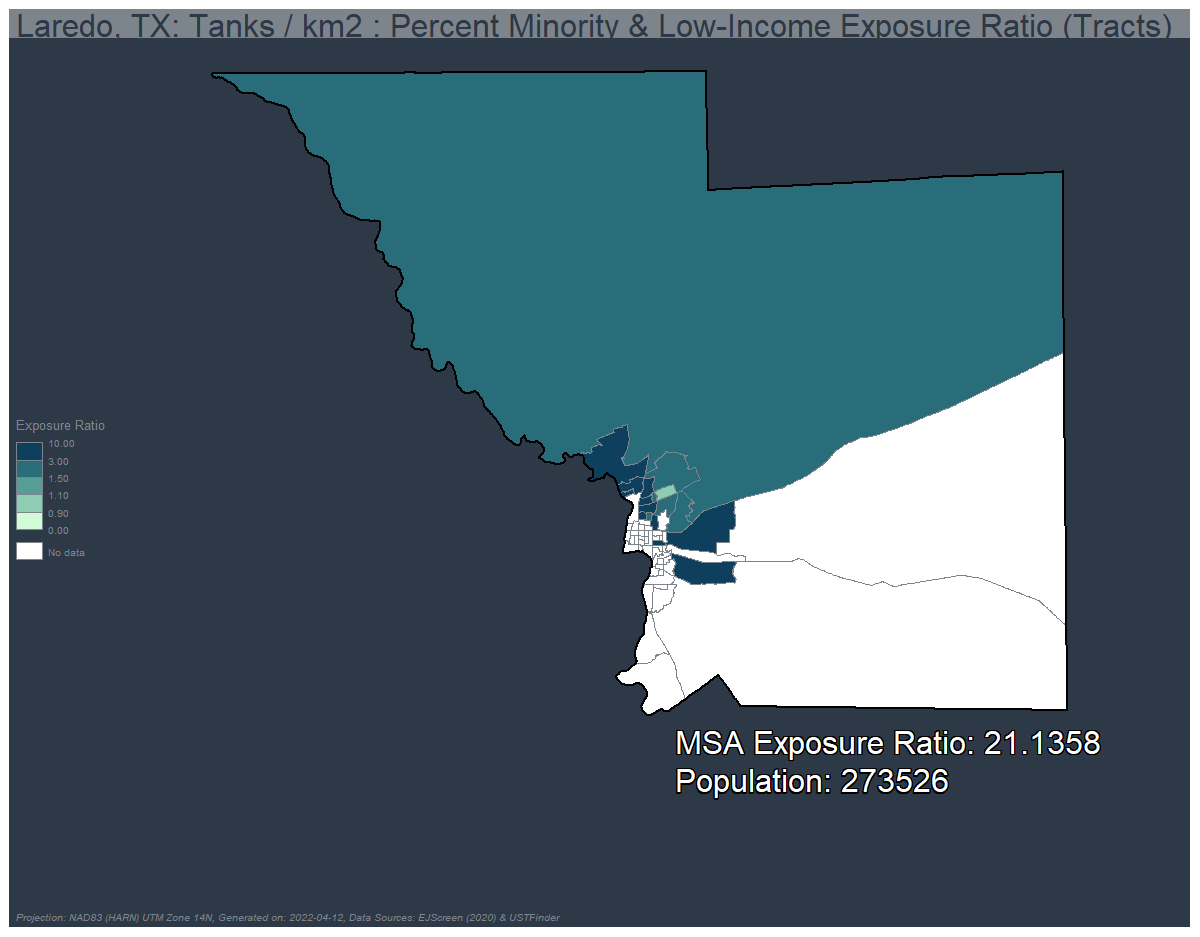 Laredo, TX: Tanks / km2 : Percent Minority & Low-Income Exposure Ratio (Tracts)
Exposure Ratio
10.00
3.00
1.50
1.10
0.90
0.00
No data
MSA Exposure Ratio: 21.1358
Population: 273526
Projection: NAD83 (HARN) UTM Zone 14N, Generated on: 2022-04-12, Data Sources: EJScreen (2020) & USTFinder